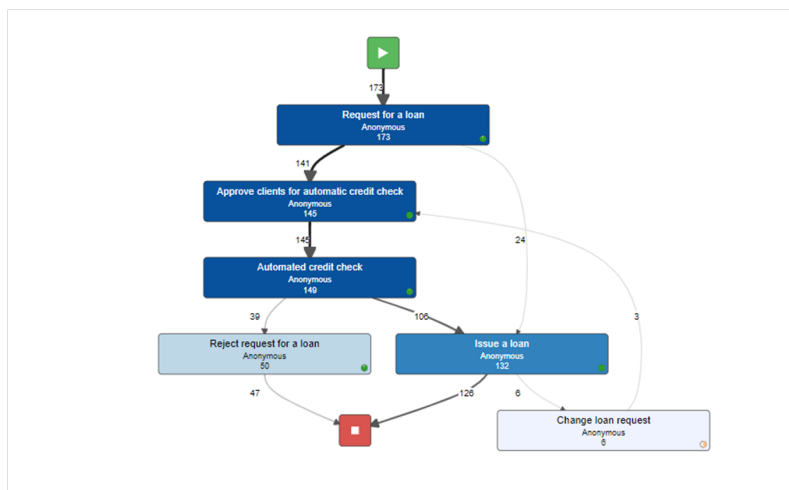 173
Request for a loan
Anonymous
173
141
Approve clients for automatic credit check
Anonymous
145
24
145
Automated credit check
Anonymous
149
39
106
3
Reject request for a loan
Anonymous
50
Issue a loan
Anonymous
132
47
126
6
Change loan request
Anonymous
6